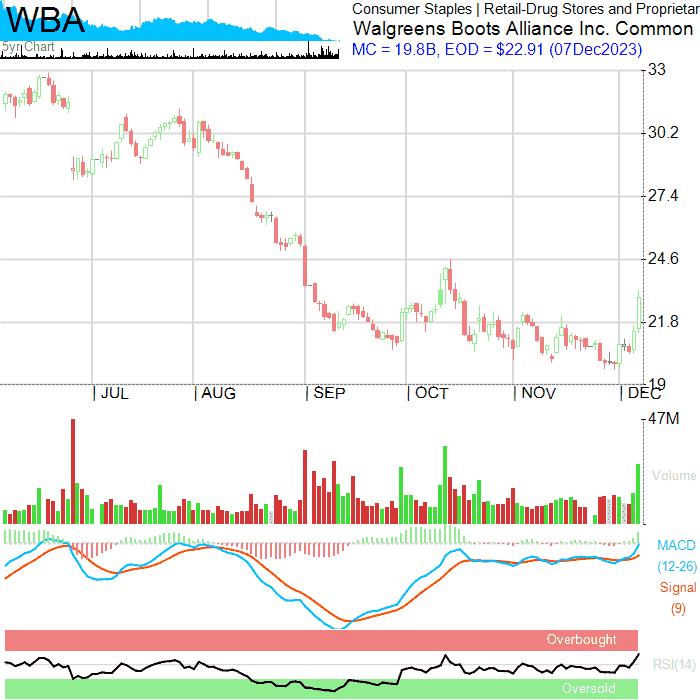 WBA
5yr Chart
Consumer Staples | Retail-Drug Stores and Proprietar
Walgreens Boots Alliance Inc. Common
MC = 19.8B, EOD = $22.91 (07Dec2023)
33
30.2
27.4
24.6
21.8
19
JUL AUG SEP OCT NOV DEC
47M
Volume
MACD
(12-26)
Signal
(9)
Overbought
RSI(14)
Oversold